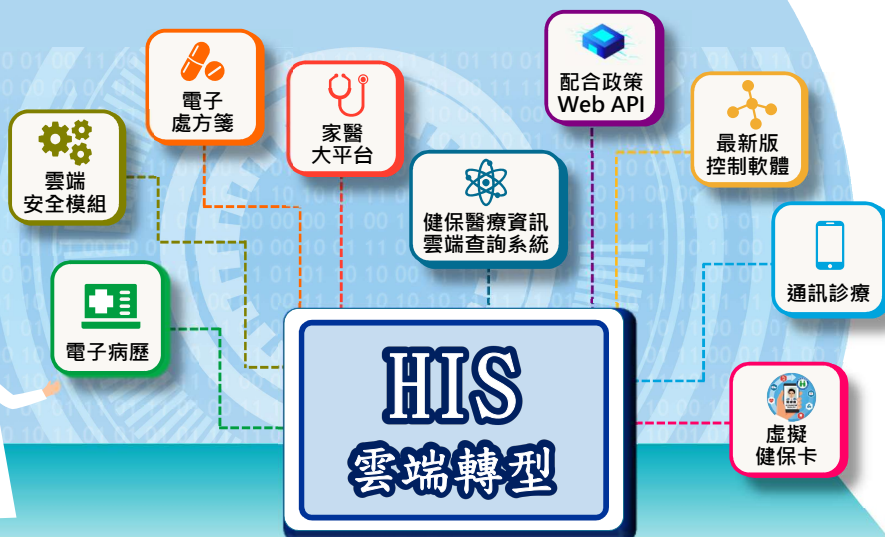 電子
處方箋
家醫
大平台
配合政策
Web API
最新版
控制軟體
雲端
安全模組
健保醫療資訊
雲端查詢系統
通訊診療
電子病歷
虛擬
健保卡
HIS
雲端轉型